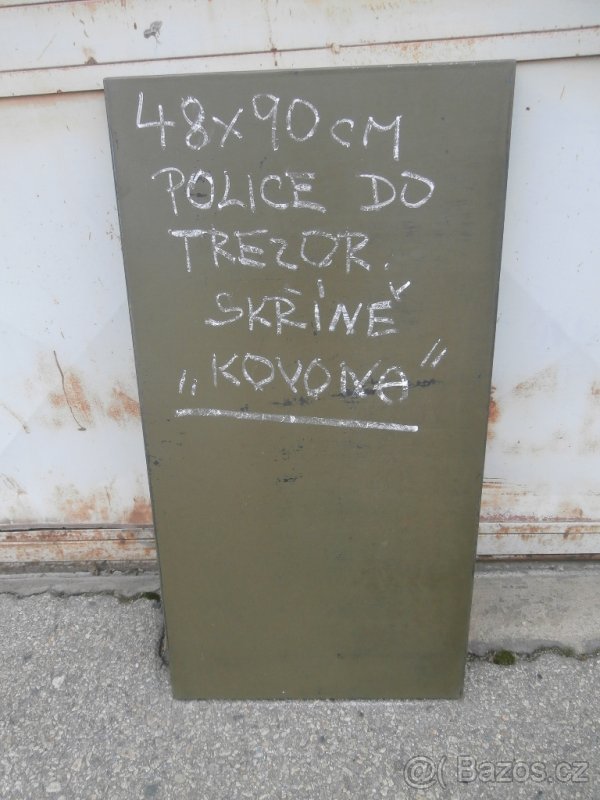 48x90 cM
POLICE DO
TREZOR.
SKŘÍNĚ
„KOVONA"
@( Bazos.cz